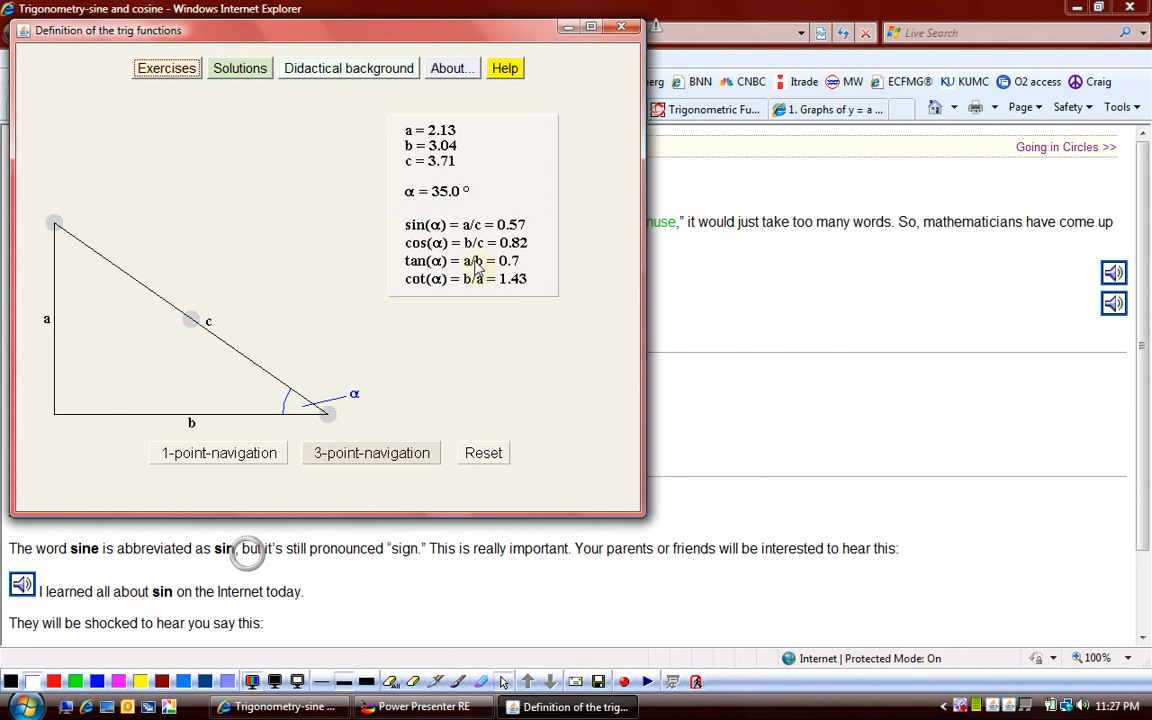 Trigonometry-sine and cosine - Windows Internet Explorer
Definition of the trig functions
Live Search
Exercises
Solutions
Didactical background
About...
Help
BNN
CNBC
Itrade
MW
ECFMG®
KU KUMC
O2 access
Craig
Trigonometric Fu...
1. Graphs of y = a ...
Page
Safety
Tools
a = 2.13
b = 3.04
c = 3.71
α = 35.0 °
sin(α) = a/c = 0.57
cos(α) = b/c = 0.82
tan(α) = a/b = 0.7
cot(α) = b/a = 1.43
Going in Circles >>
nuse,” it would just take too many words. So, mathematicians have come up
a
c
α
b
1-point-navigation
3-point-navigation
Reset
The word sine is abbreviated as sin, but it’s still pronounced “sign.” This is really important. Your parents or friends will be interested to hear this:
I learned all about sin on the Internet today.
They will be shocked to hear you say this:
Internet | Protected Mode: On
100%
Trigonometry-sine ...
Power Presenter RE
Definition of the trig...
11:27 PM